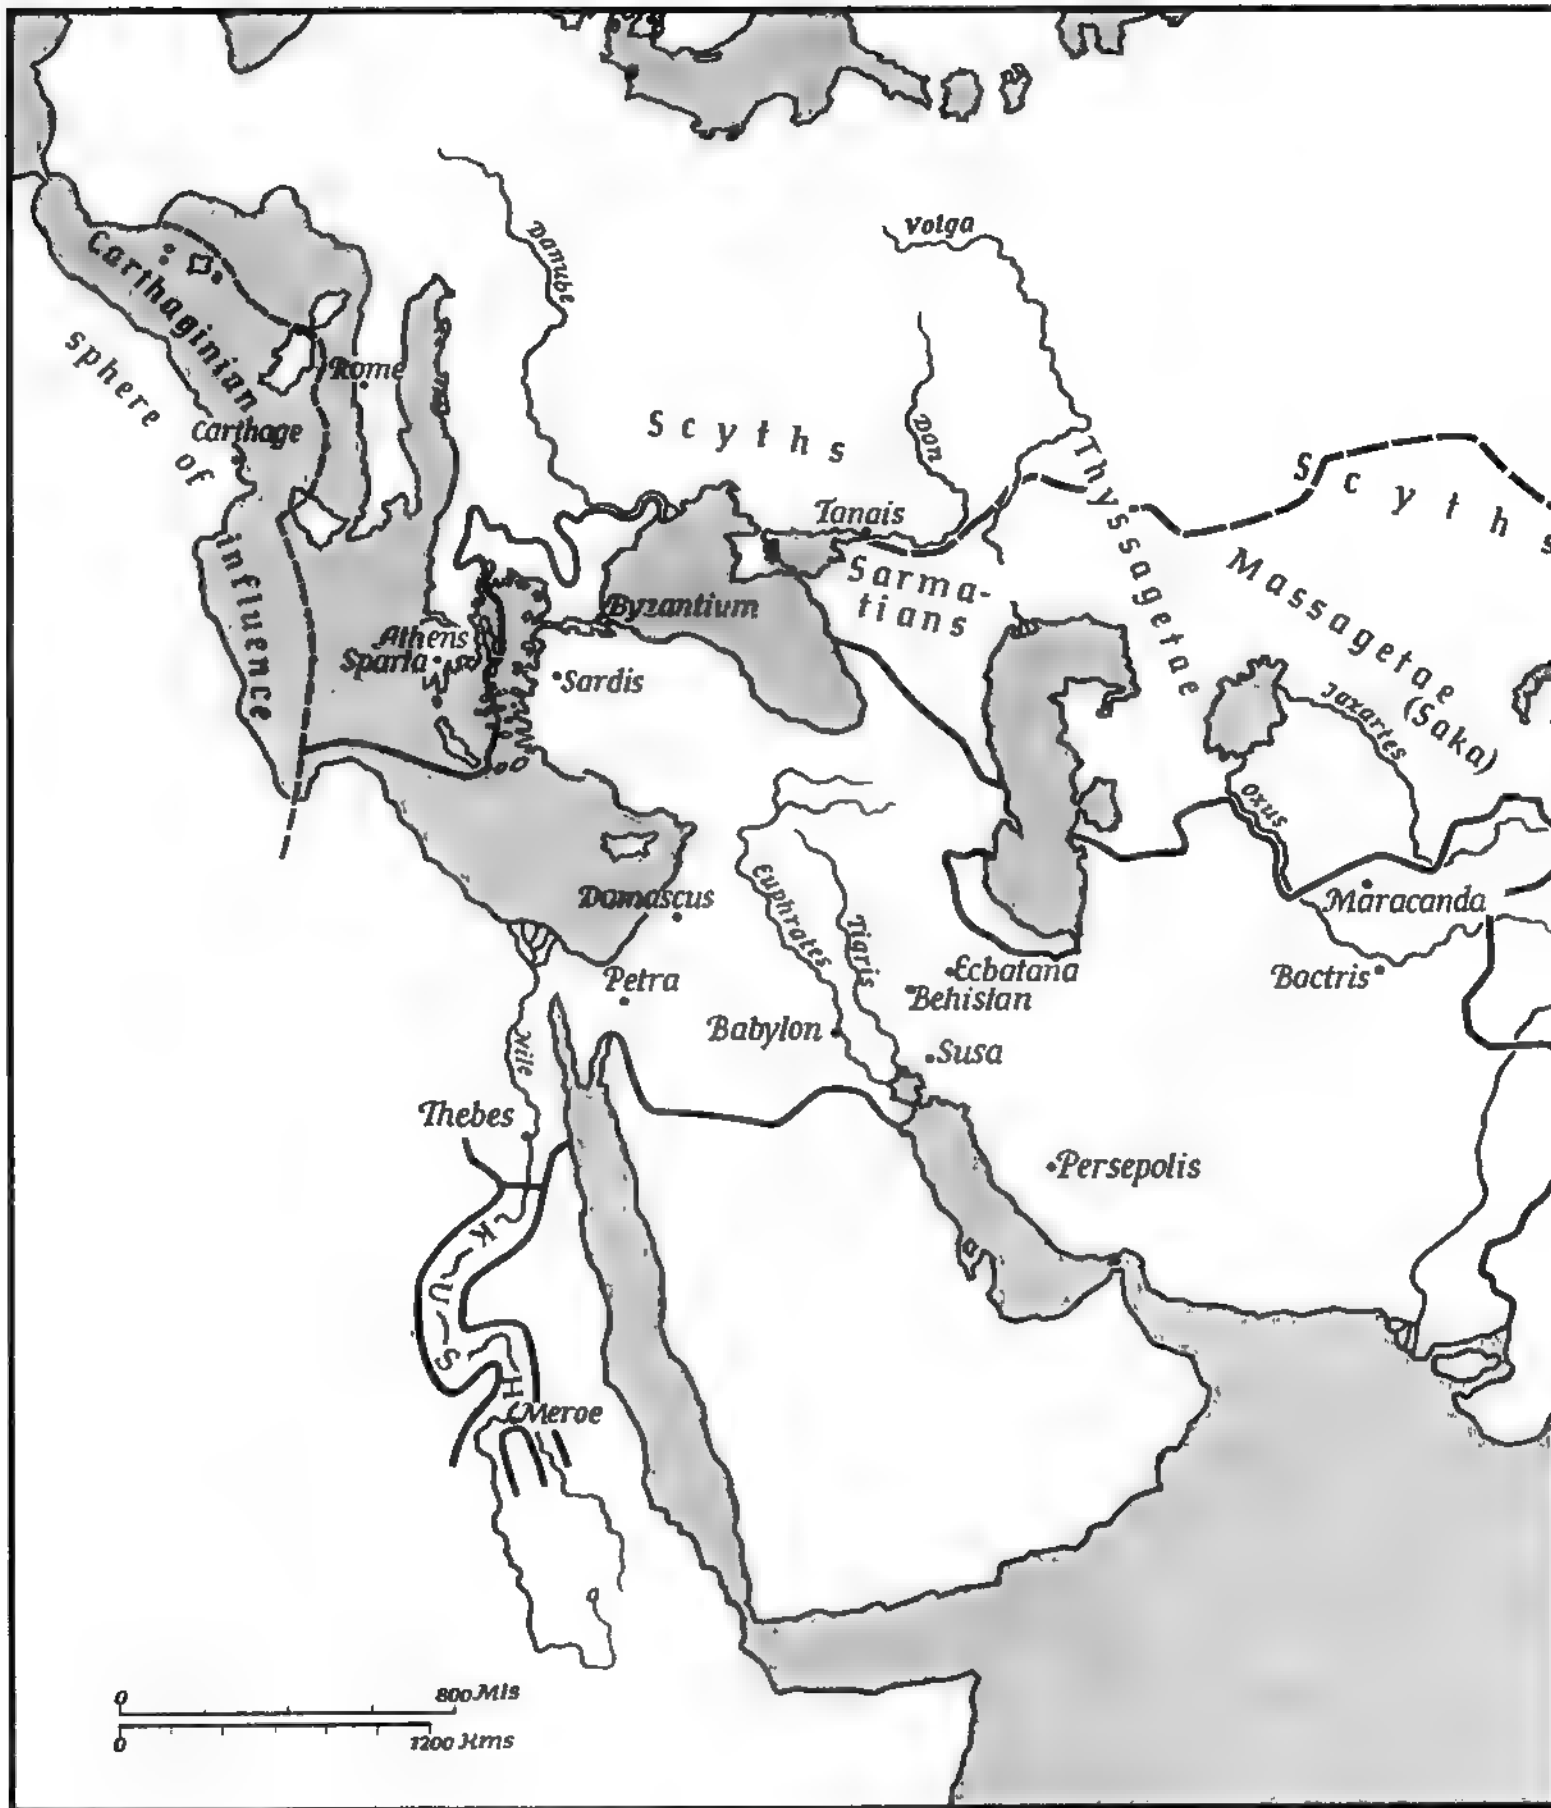 Volga
Danube
Carthaginian
sphere of
influence
Rome
Carthage
Scyths
Don
Thyssagetae
Scyths
Tanais
Massagetae
(Saka)
Sarma-
tians
Byzantium
Athens
Sparta
Sardis
Jaxartes
Oxus
Euphrates
Tigris
Damascus
Maracanda
Petra
Ecbatana
Behistan
Bactris
Babylon
Susa
Nile
Thebes
Persepolis
KUSH
Meroe
0 800 Mls
0 1200 Kms